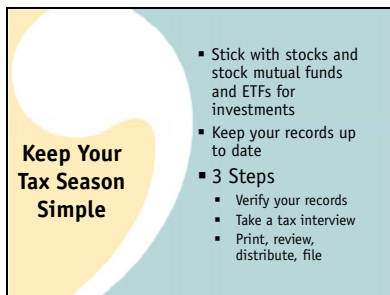 Keep Your
Tax Season
Simple
▪ Stick with stocks and
stock mutual funds
and ETFs for
investments
▪ Keep your records up
to date
▪ 3 Steps
▪ Verify your records
▪ Take a tax interview
▪ Print, review,
distribute, file